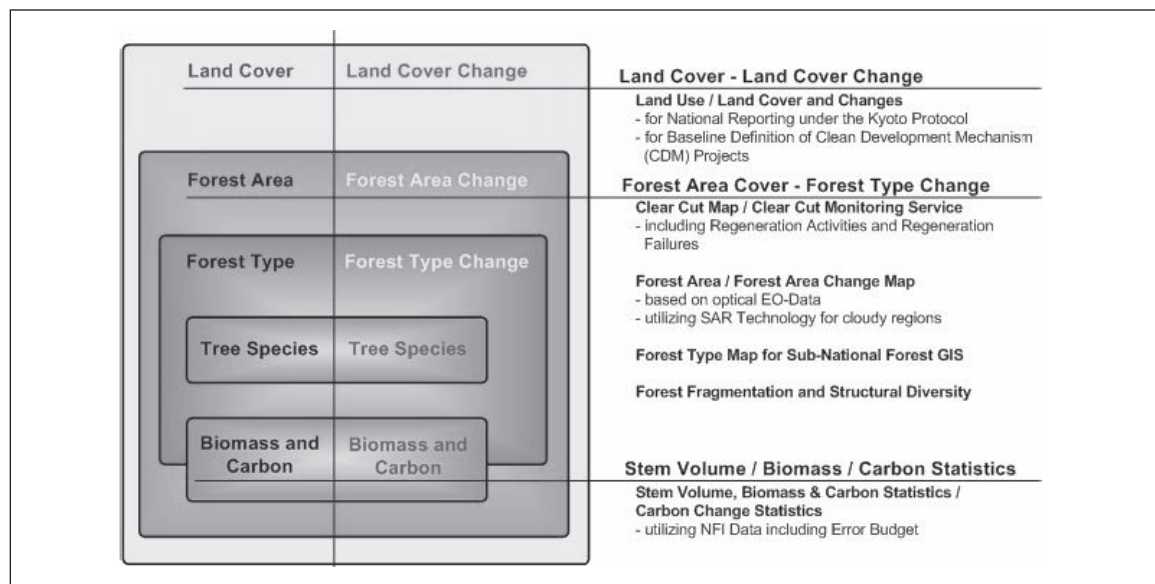 Land Cover
Land Cover Change
Forest Area
Forest Area Change
Forest Type
Forest Type Change
Tree Species
Tree Species
Biomass and
Carbon
Biomass and
Carbon
Land Cover - Land Cover Change
Land Use / Land Cover and Changes
- for National Reporting under the Kyoto Protocol
- for Baseline Definition of Clean Development Mechanism
(CDM) Projects
Forest Area Cover - Forest Type Change
Clear Cut Map / Clear Cut Monitoring Service
- including Regeneration Activities and Regeneration
Failures
Forest Area / Forest Area Change Map
- based on optical EO-Data
- utilizing SAR Technology for cloudy regions
Forest Type Map for Sub-National Forest GIS
Forest Fragmentation and Structural Diversity
Stem Volume / Biomass / Carbon Statistics
Stem Volume, Biomass & Carbon Statistics /
Carbon Change Statistics
- utilizing NFI Data including Error Budget